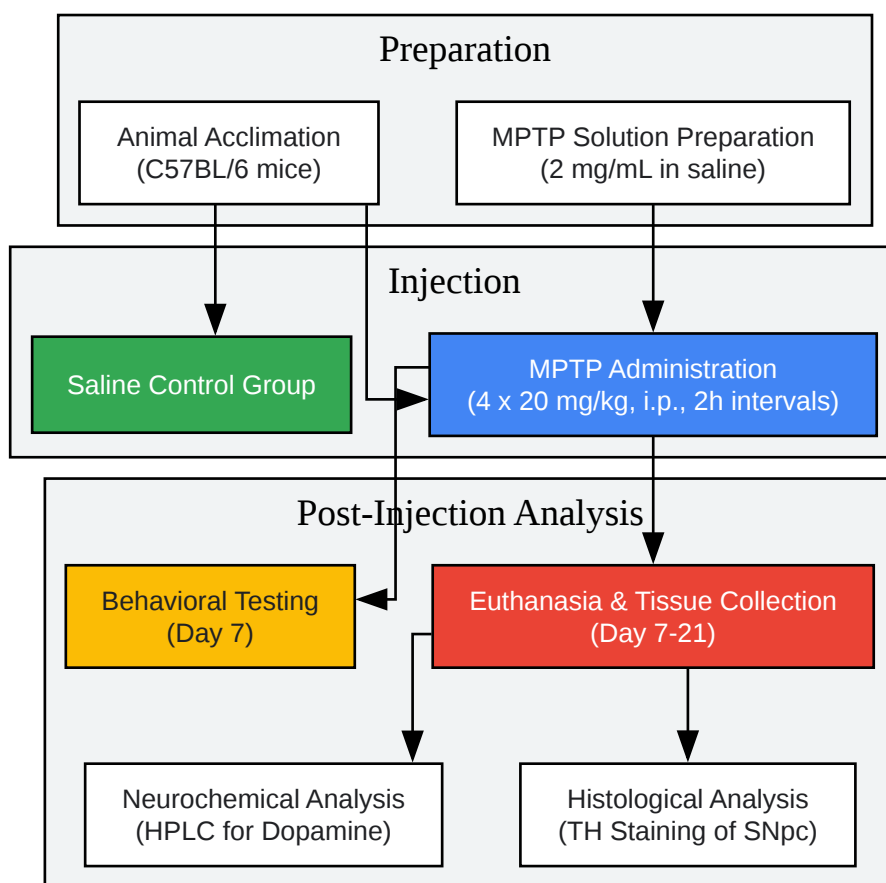 Preparation
Animal Acclimation
(C57BL/6 mice)
MPTP Solution Preparation
(2 mg/mL in saline)
Injection
Saline Control Group
MPTP Administration
(4 x 20 mg/kg, i.p., 2h intervals)
Post-Injection Analysis
Behavioral Testing
(Day 7)
Euthanasia & Tissue Collection
(Day 7-21)
Neurochemical Analysis
(HPLC for Dopamine)
Histological Analysis
(TH Staining of SNpc)